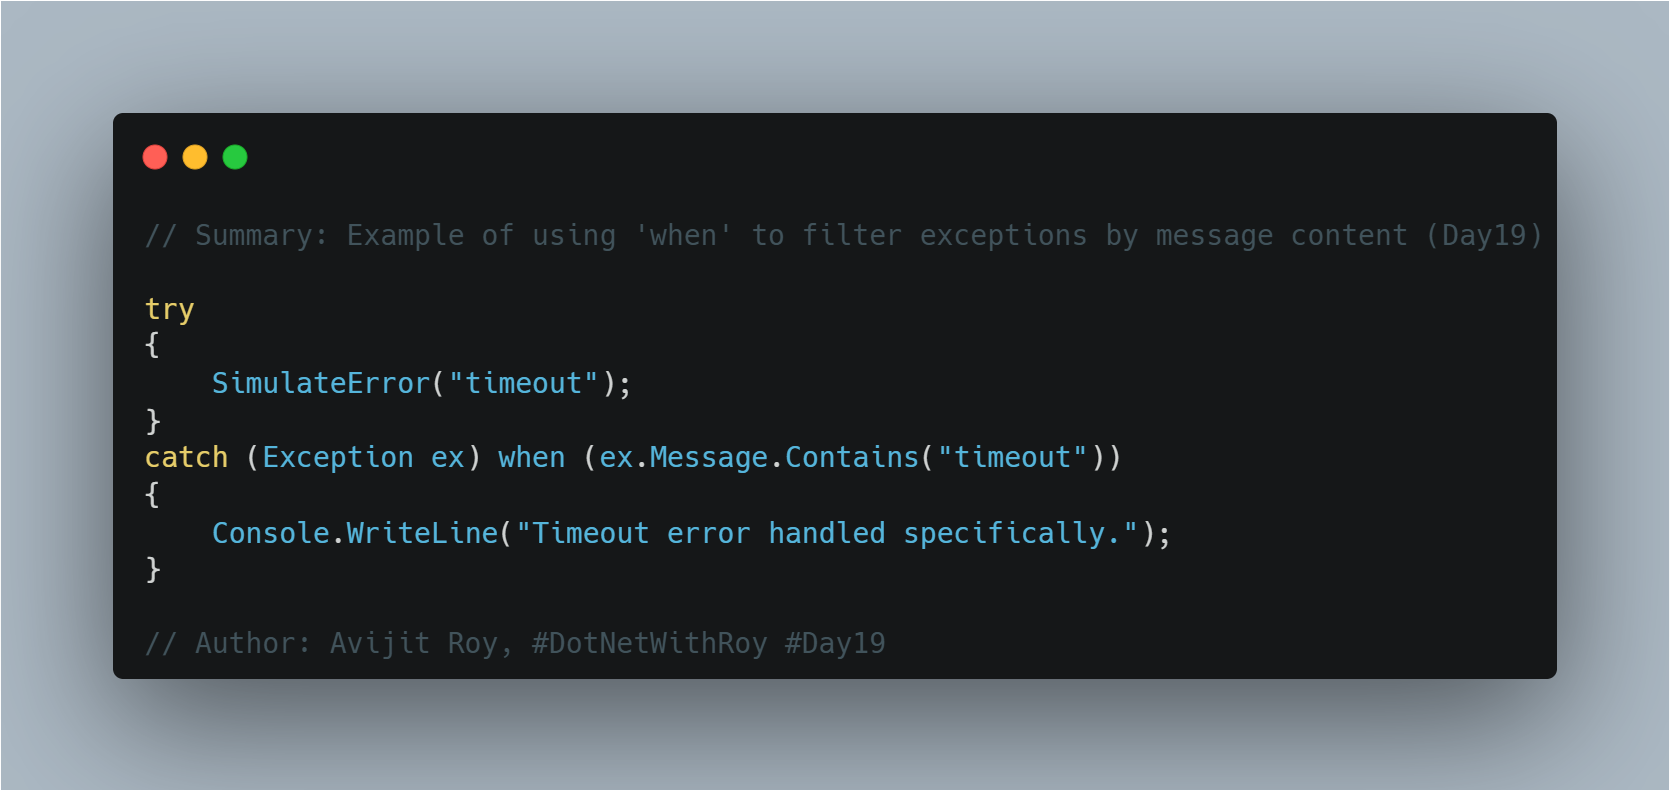 // Summary: Example of using 'when' to filter exceptions by message content (Day19)
try
{
    SimulateError("timeout");
}
catch (Exception ex) when (ex.Message.Contains("timeout"))
{
    Console.WriteLine("Timeout error handled specifically.");
}
// Author: Avijit Roy, #DotNetWithRoy #Day19